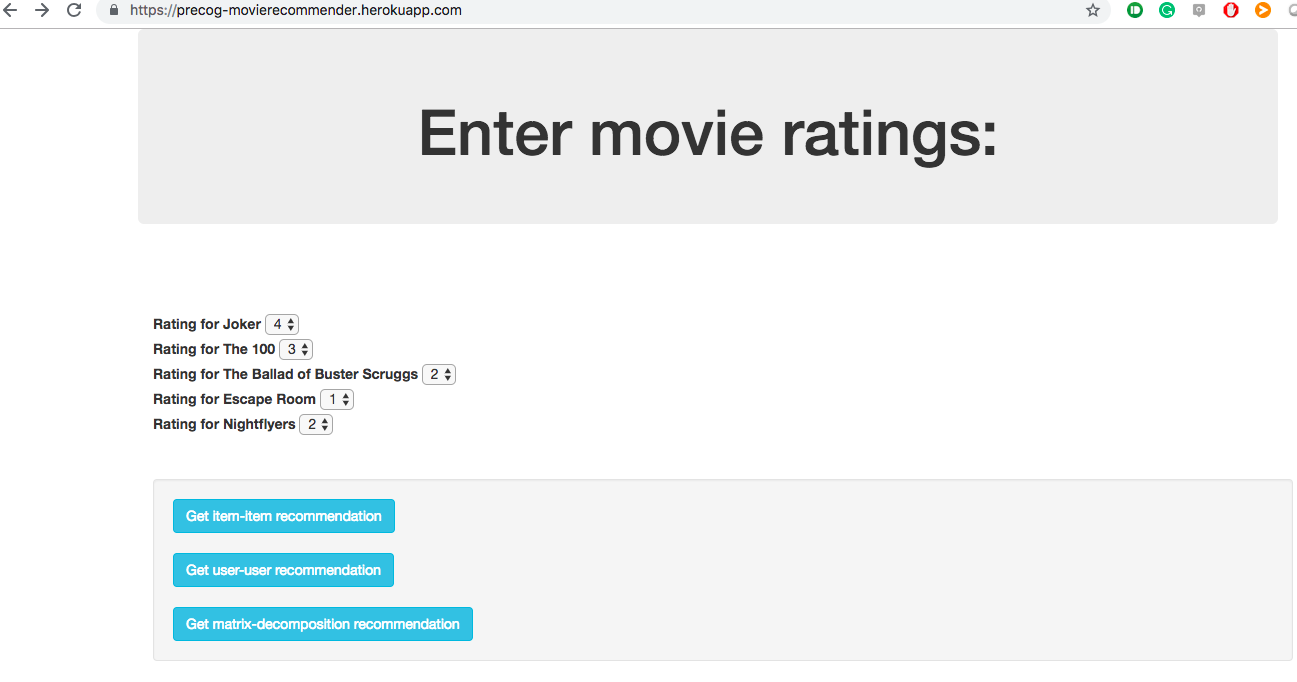 https://precog-movierecommender.herokuapp.com
Enter movie ratings:
Rating for Joker 4
Rating for The 100 3
Rating for The Ballad of Buster Scruggs 2
Rating for Escape Room 1
Rating for Nightflyers 2
Get item-item recommendation
Get user-user recommendation
Get matrix-decomposition recommendation